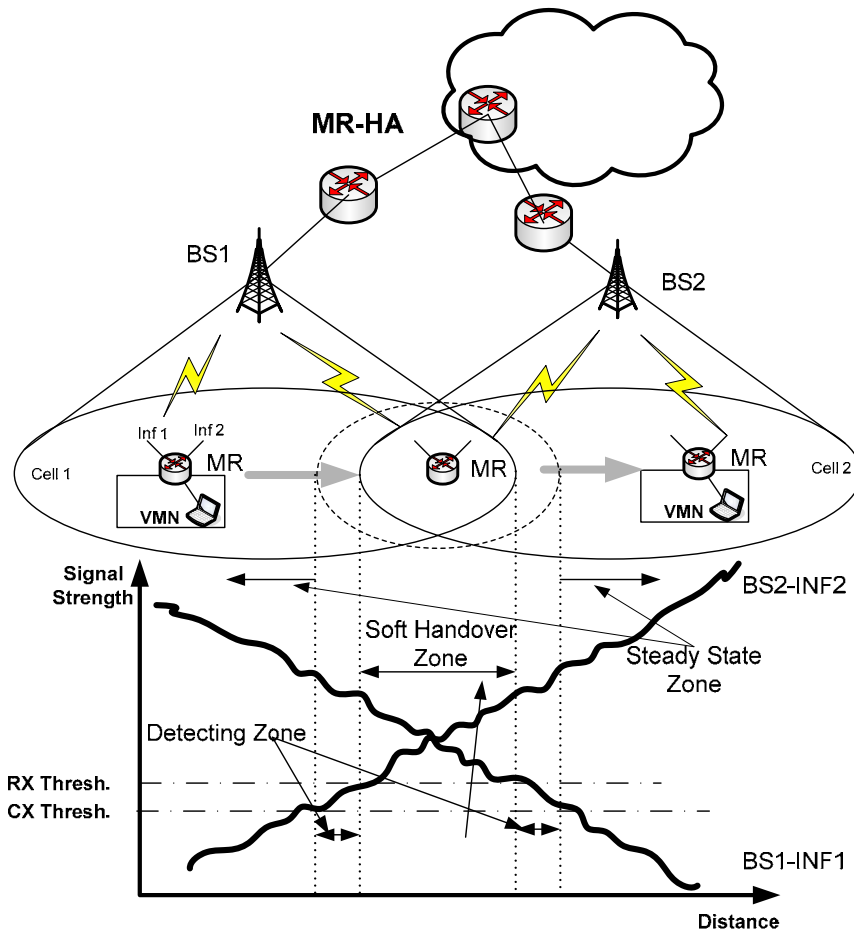 MR-HA
BS1
BS2
Inf 1
Inf 2
Cell 1
MR
MR
MR
Cell 2
VMN
VMN
Signal
Strength
BS2-INF2
Soft Handover
Zone
Steady State
Zone
Detecting Zone
RX Thresh.
CX Thresh.
BS1-INF1
Distance